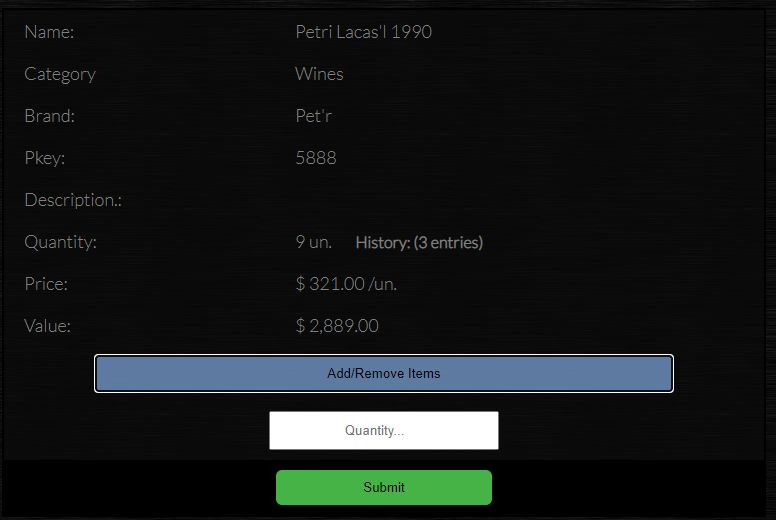 Name: Petri Lacas'l 1990
Category Wines
Brand: Pet'r
Pkey: 5888
Description.:
Quantity: 9 un. History: (3 entries)
Price: $ 321.00 /un.
Value: $ 2,889.00
Add/Remove Items
Quantity...
Submit